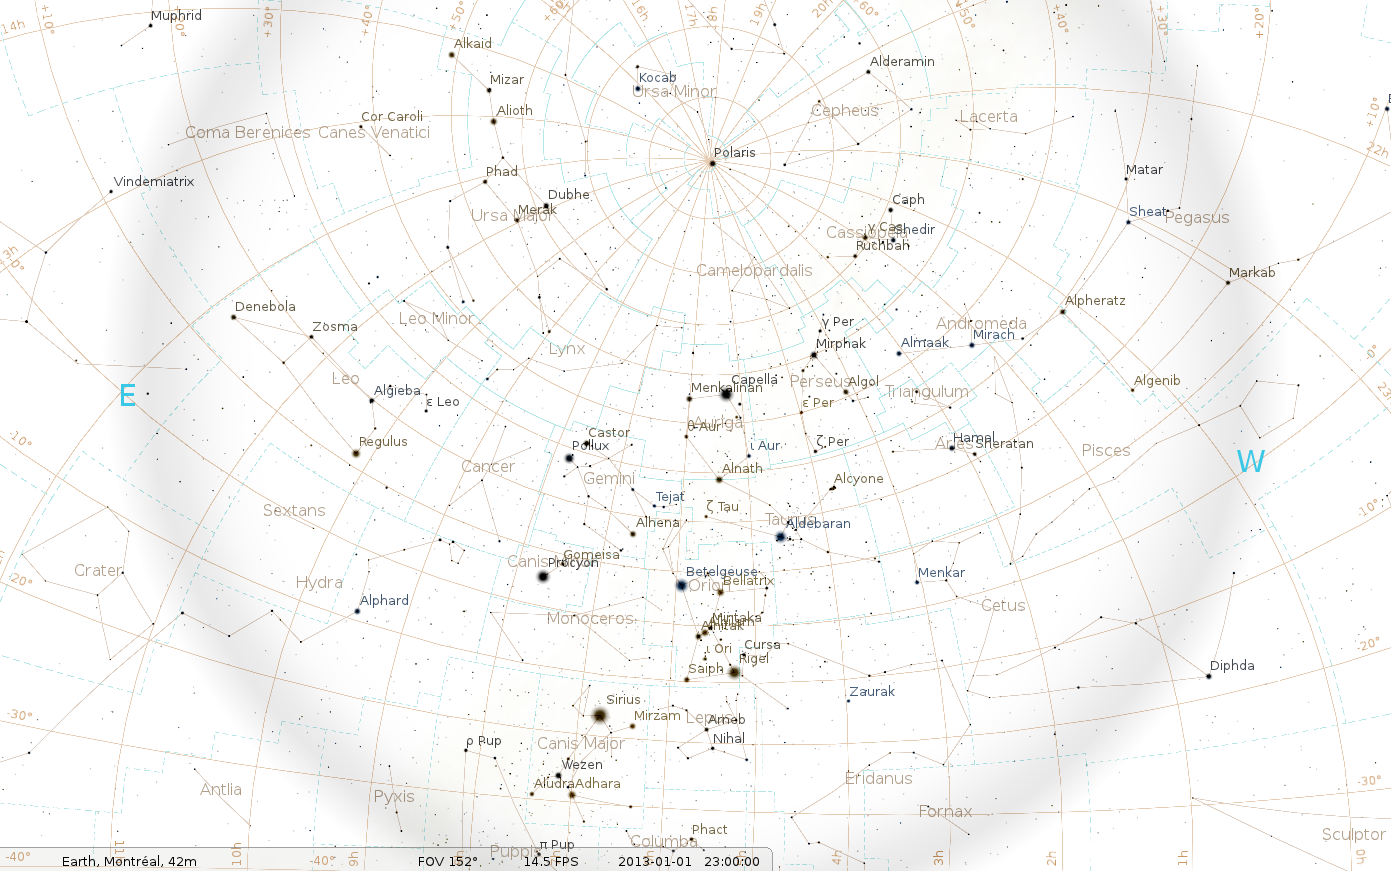 Muphrid
14h
+10°
+20°
+30°
+40°
+50°
+60°
16h
17h
18h
19h
20h
+60°
+50°
+40°
+30°
+20°
Alkaid
Alderamin
Mizar
Kocab
Ursa Minor
Alioth
Cepheus
Lacerta
+10°
Cor Caroli
Coma Berenices
Canes Venatici
22h
Polaris
Phad
Matar
Vindemiatrix
Dubhe
Caph
Merak
Ursa Major
Sheat
Pegasus
γ Cas
Shedir
Cassiopeia
Ruchbah
13h
0°
Camelopardalis
Markab
Denebola
Alpheratz
Zosma
Leo Minor
γ Per
Andromeda
Mirach
Mirphak
Almaak
Lynx
0°
Leo
Capella
Perseus
Algol
Algenib
Menkalinan
Algieba
Triangulum
E
ε Leo
ε Per
23h
Auriga
θ Aur
Castor
Regulus
Pollux
ι Aur
ζ Per
Hamal
Aries
Sheratan
Pisces
W
-10°
Cancer
Alnath
Gemini
Alcyone
Tejat
ζ Tau
-10°
Sextans
Alhena
Taurus
Aldebaran
Gomeisa
Canis
Procyon
Crater
Betelgeuse
Menkar
-20°
Hydra
Orion
Bellatrix
Alphard
Cetus
Monoceros
Mintaka
Alnitak
-20°
ι Ori
Cursa
Rigel
Saiph
Diphda
Zaurak
Sirius
-30°
Mirzam
Lepus
Arneb
ρ Pup
Canis Major
Nihal
Wezen
Eridanus
-30°
Aludra
Adhara
Antlia
Pyxis
Fornax
Phact
Sculptor
Columba
π Pup
Puppis
-40°
11h
10h
-40°
9h
4h
3h
2h
1h
0h
Earth, Montréal, 42m
FOV 152°
14.5 FPS
2013-01-01
23:00:00